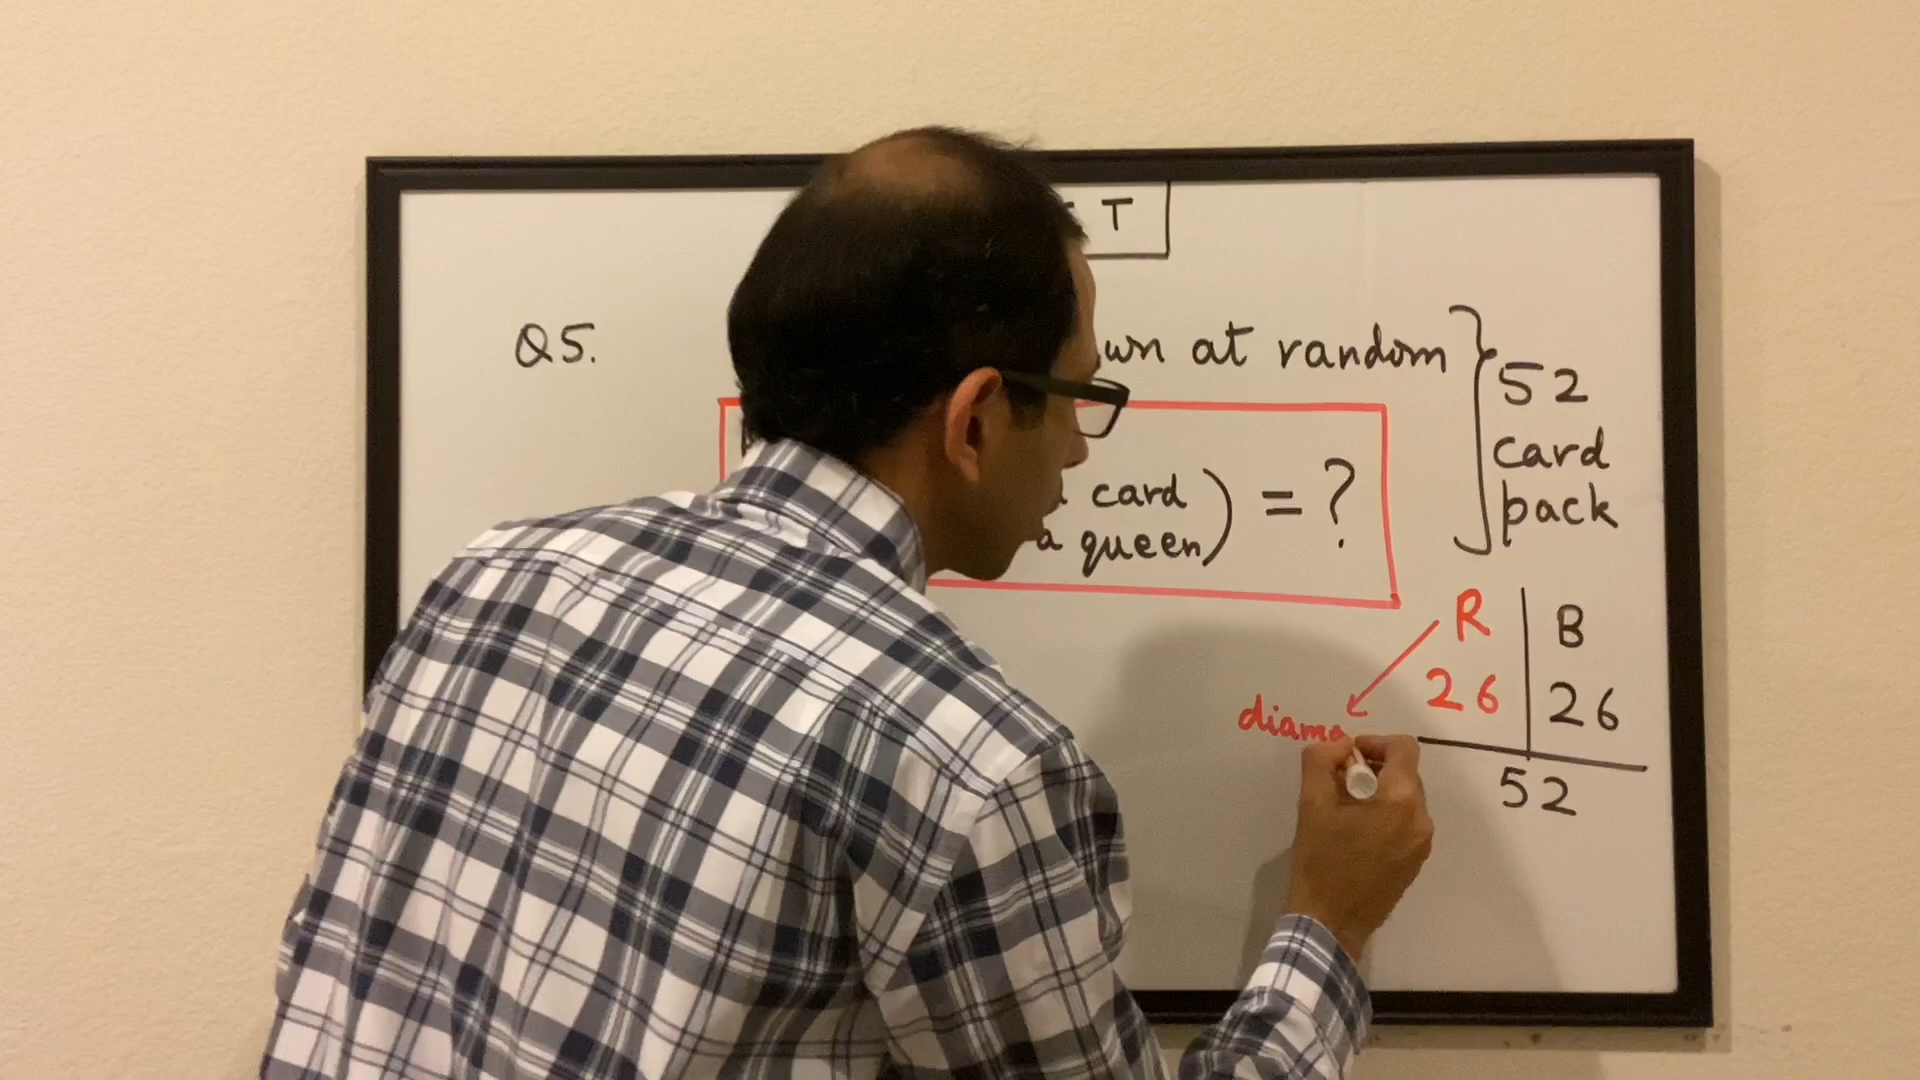 T
Q5.
wn at random
52
card
pack
card
a queen) = ?
R B
26 26
52
diamo